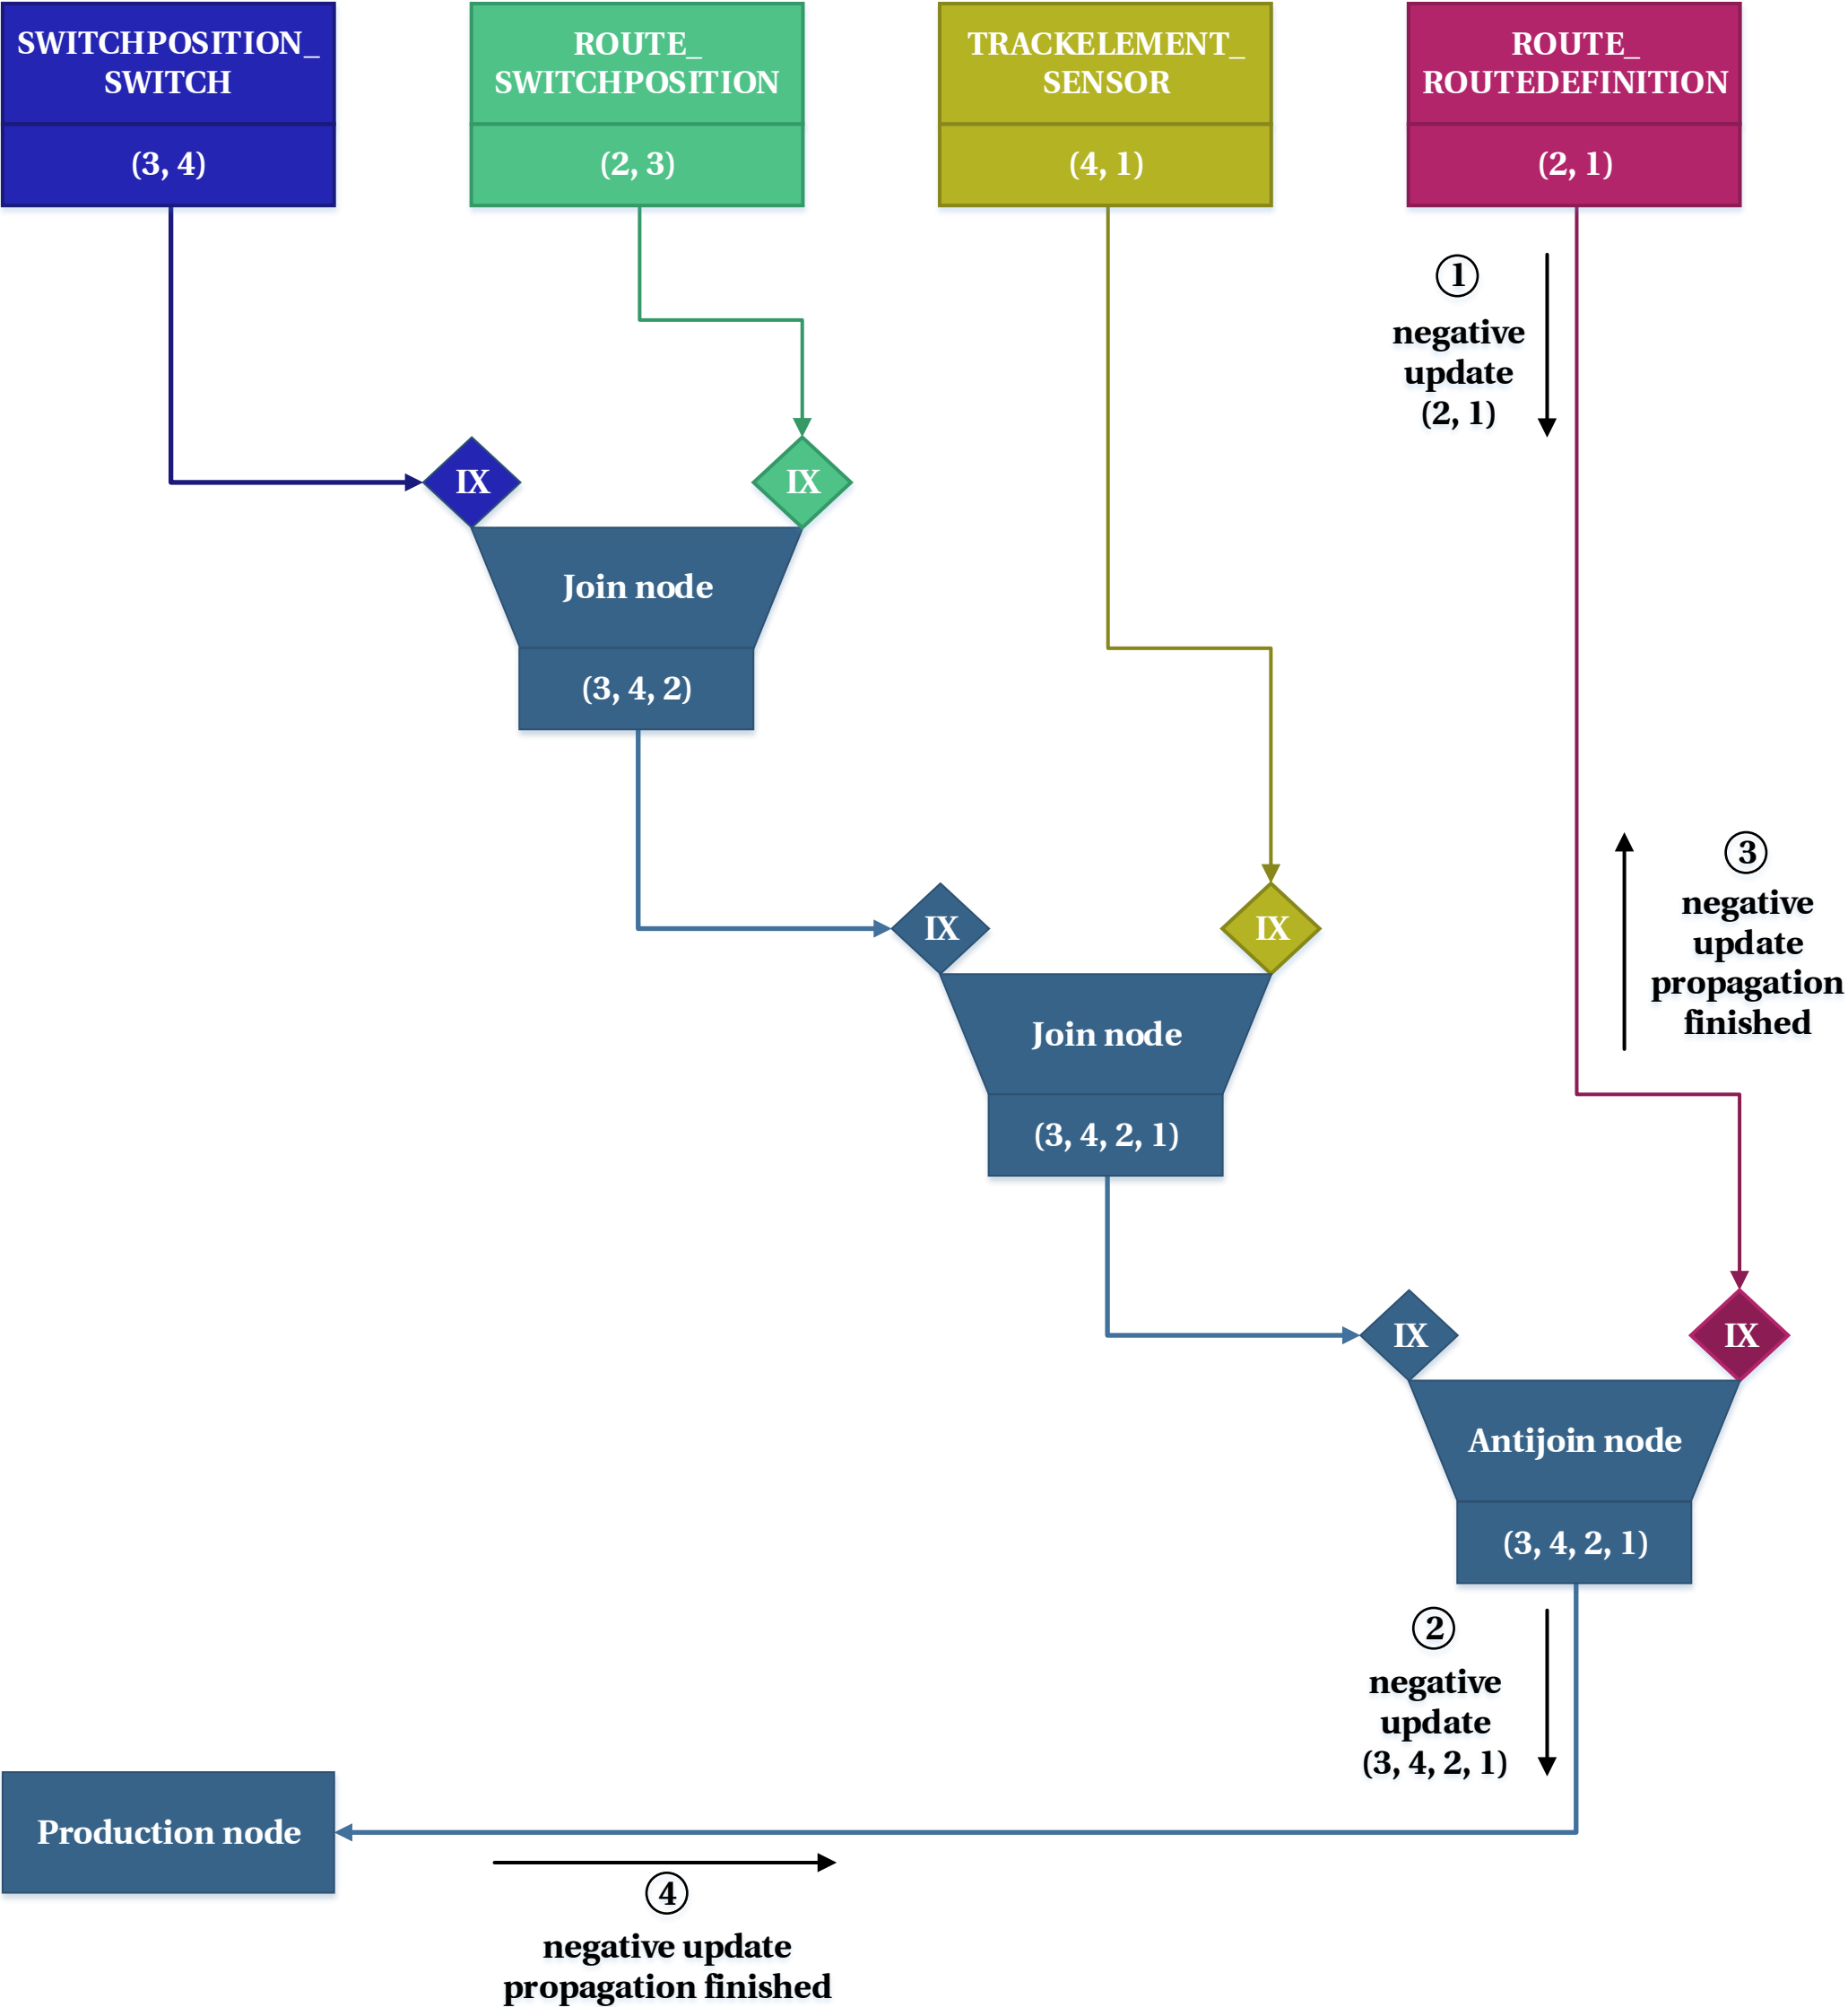 SWITCHPOSITION_
SWITCH
(3, 4)
ROUTE_
SWITCHPOSITION
(2, 3)
TRACKELEMENT_
SENSOR
(4, 1)
ROUTE_
ROUTEDEFINITION
(2, 1)
1
negative
update
(2, 1)
IX
IX
Join node
(3, 4, 2)
3
negative
update
propagation
finished
IX
IX
Join node
(3, 4, 2, 1)
IX
IX
Antijoin node
(3, 4, 2, 1)
2
negative
update
(3, 4, 2, 1)
Production node
4
negative update
propagation finished